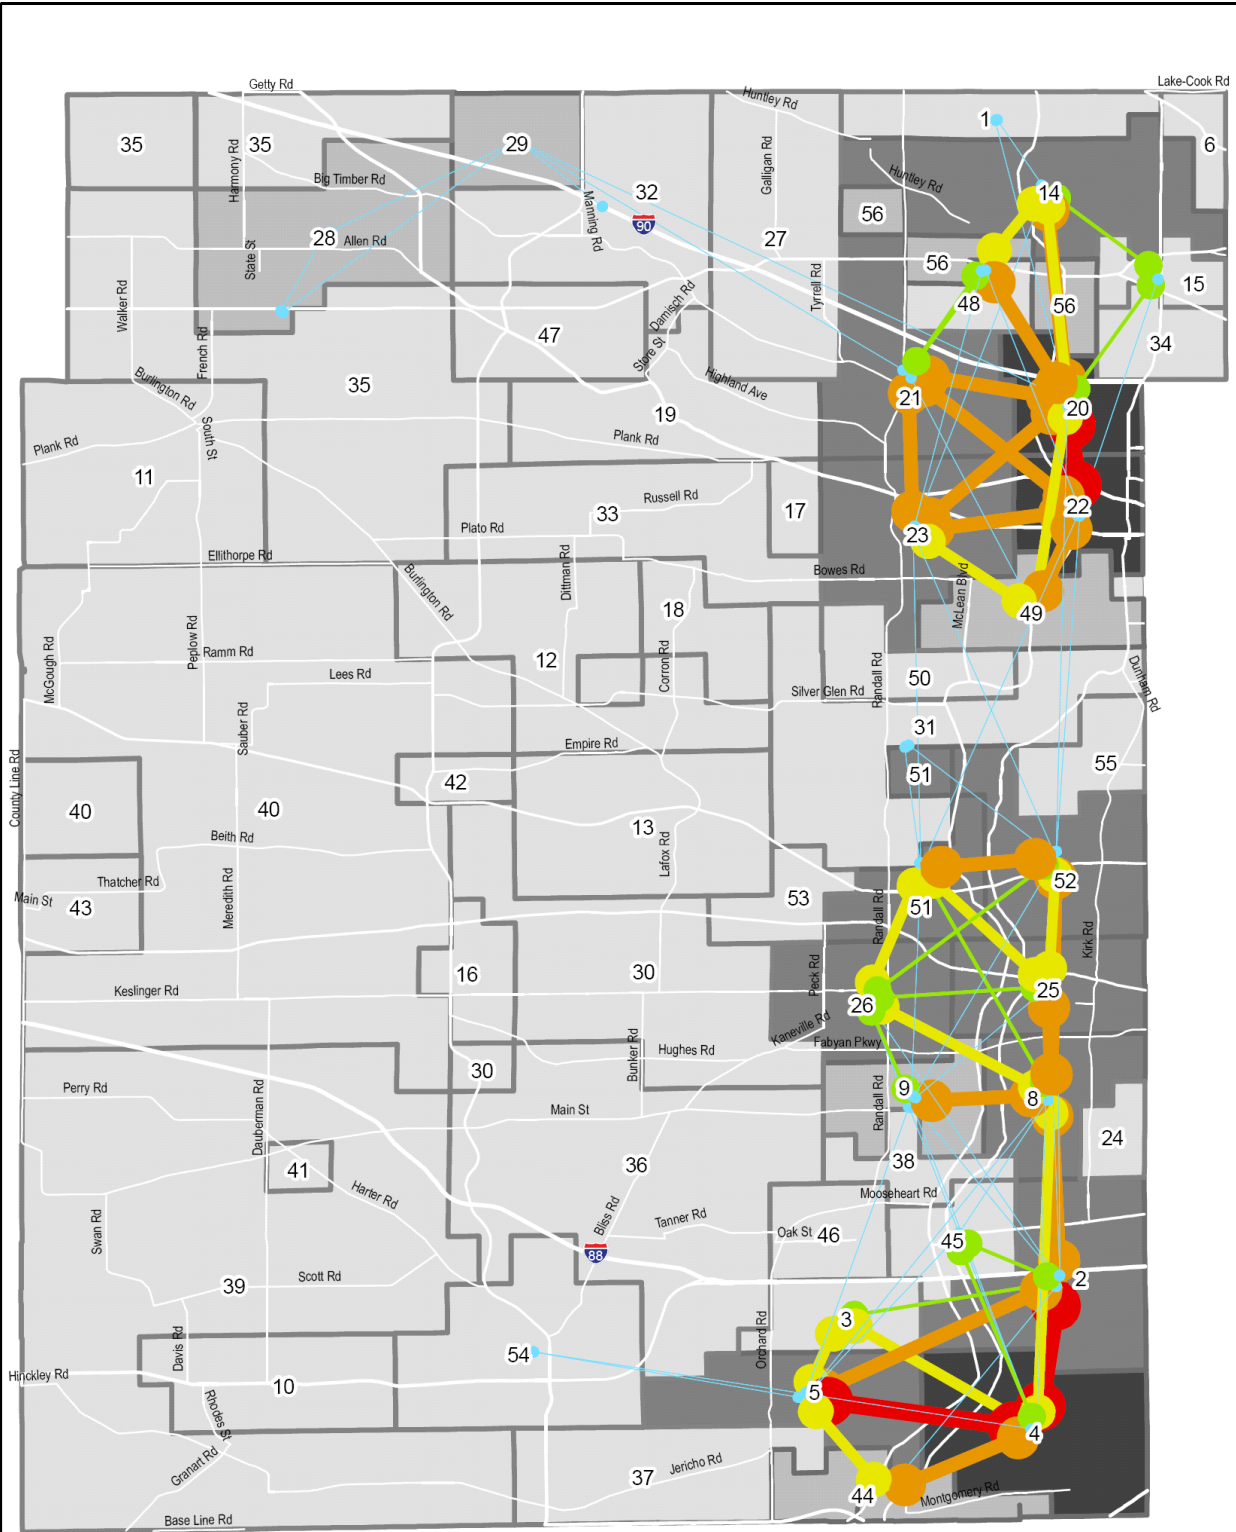 Getty Rd
Lake-Cook Rd
Huntley Rd
1
35
35
29
6
Harmony Rd
Galligan Rd
Big Timber Rd
Huntley Rd
32
14
90
Manning Rd
56
28
Allen Rd
State St
27
56
15
Tyrrell Rd
Walker Rd
Damisch Rd
48
56
French Rd
47
Store St
34
Burlington Rd
35
Highland Ave
21
20
19
South St
Plank Rd
Plank Rd
11
Russell Rd
17
22
33
Plato Rd
23
Ellithorpe Rd
Dittman Rd
Bowes Rd
McLean Blvd
Burlington Rd
18
49
Peplow Rd
McGough Rd
Ramm Rd
12
Corron Rd
Lees Rd
Randall Rd
50
Dunham Rd
Silver Glen Rd
Sauber Rd
31
County Line Rd
Empire Rd
51
55
42
40
40
13
Beith Rd
Lafox Rd
Thatcher Rd
52
Main St
43
Meredith Rd
53
51
Randall Rd
Kirk Rd
16
30
Peck Rd
Keslinger Rd
25
26
Kaneville Rd
Fabyan Pkwy
Hughes Rd
Bunker Rd
30
Perry Rd
9
8
Main St
Randall Rd
Dauberman Rd
24
41
36
38
Harter Rd
Mooseheart Rd
Bliss Rd
Tanner Rd
Swan Rd
Oak St
46
45
88
Scott Rd
2
39
3
Orchard Rd
Davis Rd
54
Hinckley Rd
10
5
Rhodes St
4
Granart Rd
37
Jericho Rd
44
Montgomery Rd
Base Line Rd